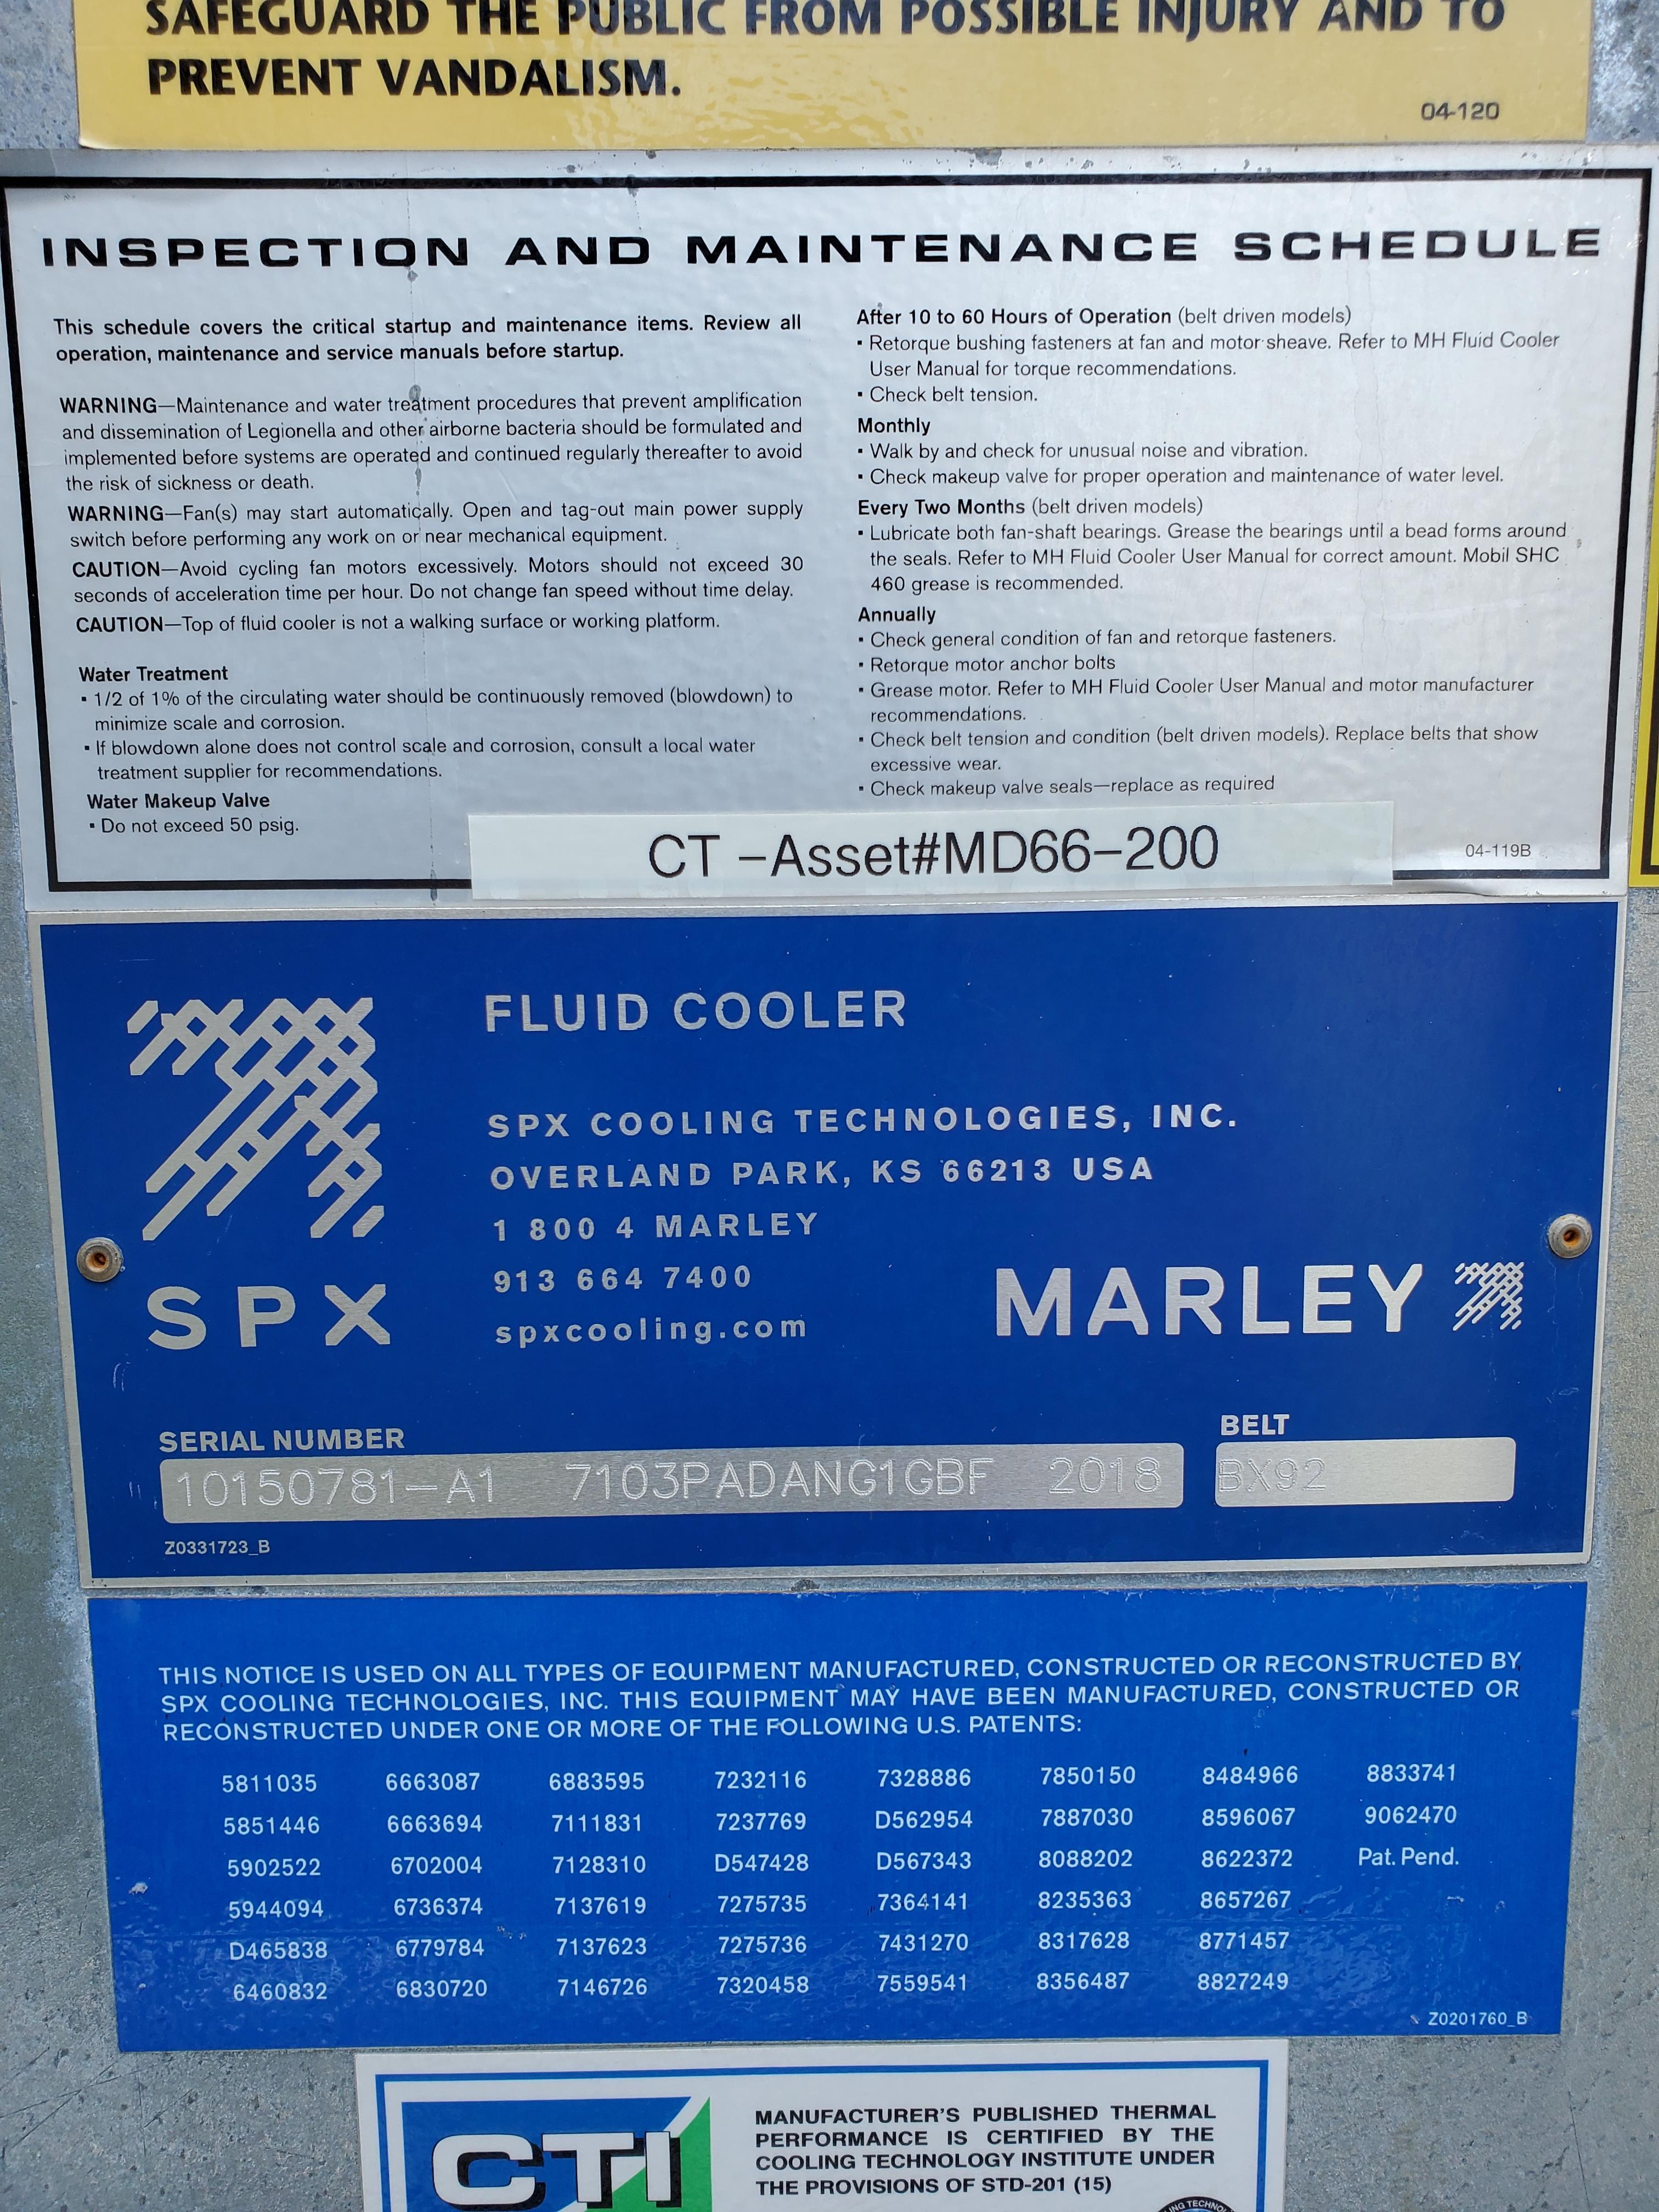 SAFEGUARD THE PUBLIC FROM POSSIBLE INJURY AND TO
PREVENT VANDALISM.
04-120
INSPECTION AND MAINTENANCE SCHEDULE
This schedule covers the critical startup and maintenance items. Review all
operation, maintenance and service manuals before startup.
WARNING—Maintenance and water treatment procedures that prevent amplification
and dissemination of Legionella and other airborne bacteria should be formulated and
implemented before systems are operated and continued regularly thereafter to avoid
the risk of sickness or death.
WARNING—Fan(s) may start automatically. Open and tag-out main power supply
switch before performing any work on or near mechanical equipment.
CAUTION—Avoid cycling fan motors excessively. Motors should not exceed 30
seconds of acceleration time per hour. Do not change fan speed without time delay.
CAUTION—Top of fluid cooler is not a walking surface or working platform.
Water Treatment
▪ 1/2 of 1% of the circulating water should be continuously removed (blowdown) to
minimize scale and corrosion.
▪ If blowdown alone does not control scale and corrosion, consult a local water
treatment supplier for recommendations.
Water Makeup Valve
▪ Do not exceed 50 psig.
After 10 to 60 Hours of Operation (belt driven models)
▪ Retorque bushing fasteners at fan and motor sheave. Refer to MH Fluid Cooler
User Manual for torque recommendations.
▪ Check belt tension.
Monthly
▪ Walk by and check for unusual noise and vibration.
▪ Check makeup valve for proper operation and maintenance of water level.
Every Two Months (belt driven models)
▪ Lubricate both fan-shaft bearings. Grease the bearings until a bead forms around
the seals. Refer to MH Fluid Cooler User Manual for correct amount. Mobil SHC
460 grease is recommended.
Annually
▪ Check general condition of fan and retorque fasteners.
▪ Retorque motor anchor bolts
▪ Grease motor. Refer to MH Fluid Cooler User Manual and motor manufacturer
recommendations.
▪ Check belt tension and condition (belt driven models). Replace belts that show
excessive wear.
▪ Check makeup valve seals—replace as required
CT -Asset#MD66-200
04-119B
FLUID COOLER
SPX COOLING TECHNOLOGIES, INC.
OVERLAND PARK, KS 66213 USA
1 800 4 MARLEY
913 664 7400
spxcooling.com
SPX
MARLEY
SERIAL NUMBER
10150781-A1 7103PADANG1GBF 2018
BELT
BX92
Z0331723_B
THIS NOTICE IS USED ON ALL TYPES OF EQUIPMENT MANUFACTURED, CONSTRUCTED OR RECONSTRUCTED BY
SPX COOLING TECHNOLOGIES, INC. THIS EQUIPMENT MAY HAVE BEEN MANUFACTURED, CONSTRUCTED OR
RECONSTRUCTED UNDER ONE OR MORE OF THE FOLLOWING U.S. PATENTS:
5811035 6663087 6883595 7232116 7328886 7850150 8484966 8833741
5851446 6663694 7111831 7237769 D562954 7887030 8596067 9062470
5902522 6702004 7128310 D547428 D567343 8088202 8622372 Pat. Pend.
5944094 6736374 7137619 7275735 7364141 8235363 8657267
D465838 6779784 7137623 7275736 7431270 8317628 8771457
6460832 6830720 7146726 7320458 7559541 8356487 8827249
Z0201760_B
CTI
MANUFACTURER'S PUBLISHED THERMAL
PERFORMANCE IS CERTIFIED BY THE
COOLING TECHNOLOGY INSTITUTE UNDER
THE PROVISIONS OF STD-201 (15)